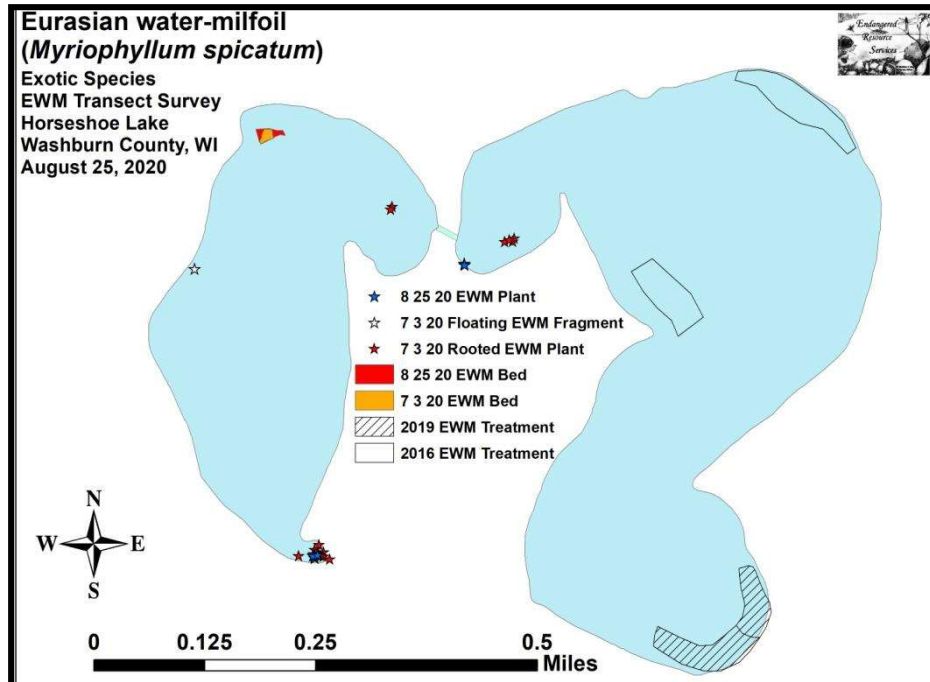 Eurasian water-milfoil
(Myriophyllum spicatum)
Exotic Species
EWM Transect Survey
Horseshoe Lake
Washburn County, WI
August 25, 2020
Endangered
Resource
Services
8 25 20 EWM Plant
7 3 20 Floating EWM Fragment
7 3 20 Rooted EWM Plant
8 25 20 EWM Bed
7 3 20 EWM Bed
2019 EWM Treatment
2016 EWM Treatment
N
W E
S
0 0.125 0.25 0.5
Miles